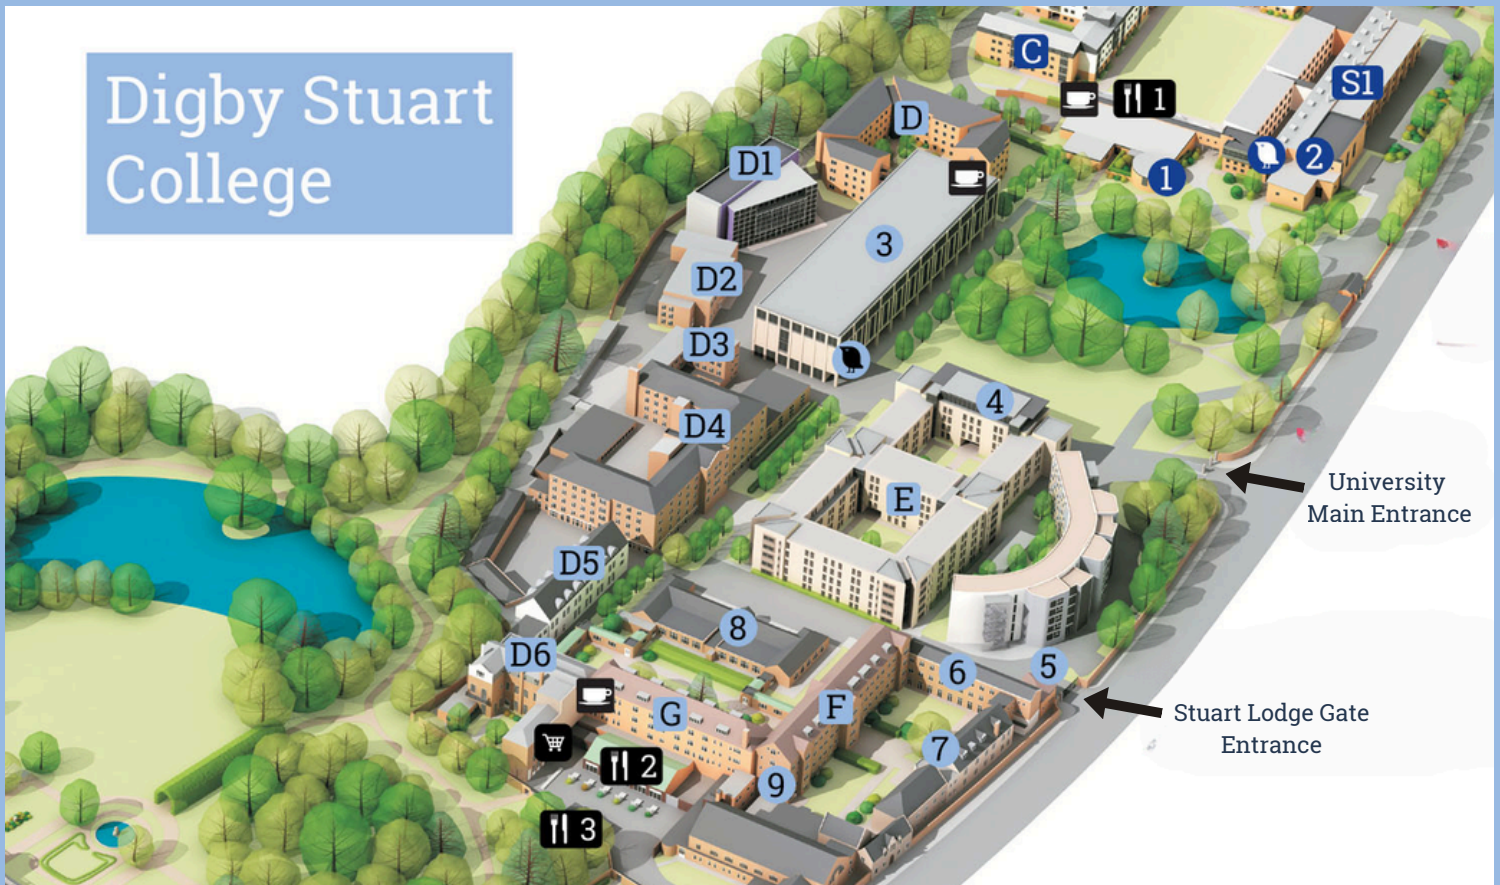 Digby Stuart
College
C
S1
1
D
2
D1
1
3
D2
D3
4
D4
University
Main Entrance
E
D5
8
D6
5
6
F
G
Stuart Lodge Gate
Entrance
7
2
9
3